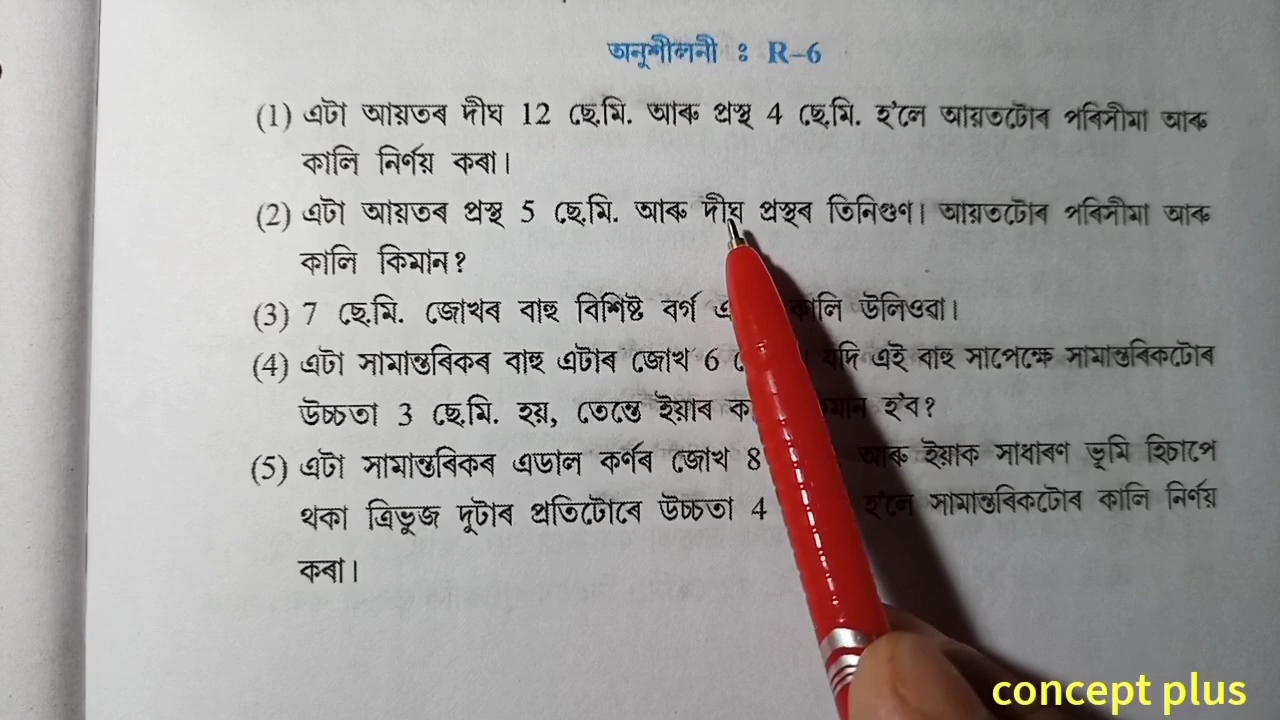 অনুশীলনী : R–6
(1) এটা আয়তৰ দীঘ 12 ছে.মি. আৰু প্ৰস্থ 4 ছে.মি. হ'লে আয়তটোৰ পৰিসীমা আৰু
কালি নিৰ্ণয় কৰা।
(2) এটা আয়তৰ প্ৰস্থ 5 ছে.মি. আৰু দীঘ প্ৰস্থৰ তিনিগুণ। আয়তটোৰ পৰিসীমা আৰু
কালি কিমান?
(3) 7 ছে.মি. জোখৰ বাহু বিশিষ্ট বৰ্গ কালি উলিওৱা।
(4) এটা সামান্তৰিকৰ বাহু এটাৰ জোখ 6 যদি এই বাহু সাপেক্ষে সামান্তৰিকটোৰ
উচ্চতা 3 ছে.মি. হয়, তেন্তে ইয়াৰ হ'ব?
(5) এটা সামান্তৰিকৰ এডাল কৰ্ণৰ জোখ 8 আৰু ইয়াক সাধাৰণ ভূমি হিচাপে
থকা ত্ৰিভুজ দুটাৰ প্ৰতিটোৰে উচ্চতা 4 হ'লে সামান্তৰিকটোৰ কালি নিৰ্ণয়
কৰা।
concept plus